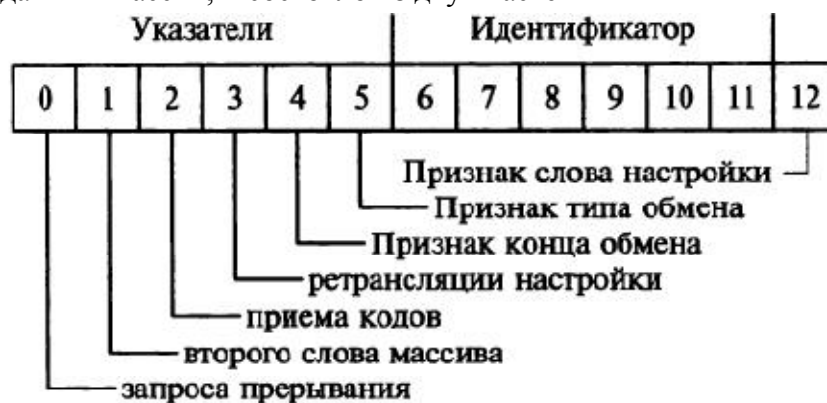 Указатели Идентификатор
0 1 2 3 4 5 6 7 8 9 10 11 12
Признак слова настройки
Признак типа обмена
Признак конца обмена
ретрансляции настройки
приема кодов
второго слова массива
запроса прерывания